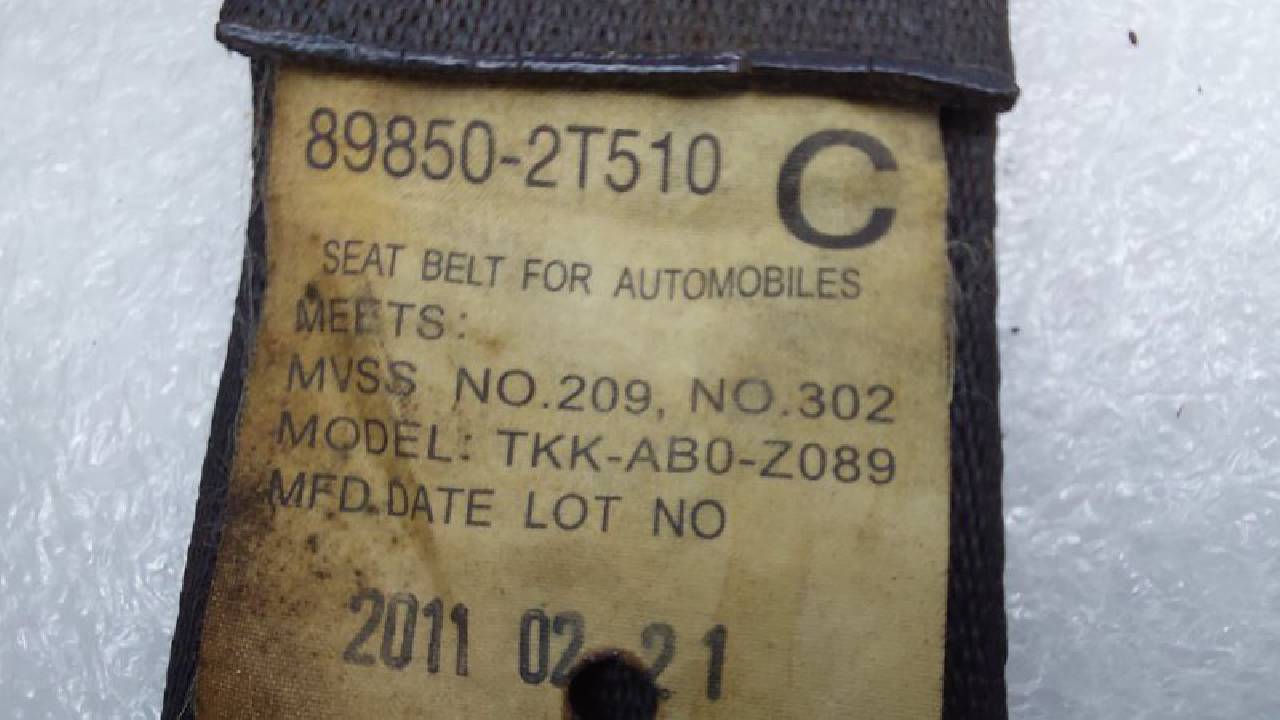 89850-2T510 C
SEAT BELT FOR AUTOMOBILES
MEETS:
MVSS NO.209, NO.302
MODEL: TKK-AB0-Z089
MFD.DATE LOT NO
2011 02 21